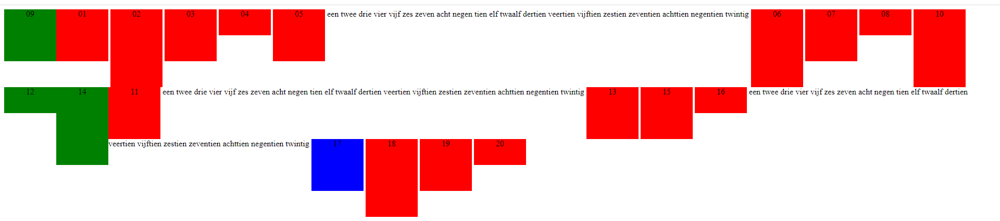 09 01 02 03 04 05 een twee drie vier vijf zes zeven acht negen tien elf twaalf dertien veertien vijftien zestien zeventien achttien negentien twintig 06 07 08 10
12 14 11 een twee drie vier vijf zes zeven acht negen tien elf twaalf dertien veertien vijftien zestien zeventien achttien negentien twintig 13 15 16 een twee drie vier vijf zes zeven acht negen tien elf twaalf dertien
veertien vijftien zestien zeventien achttien negentien twintig 17 18 19 20